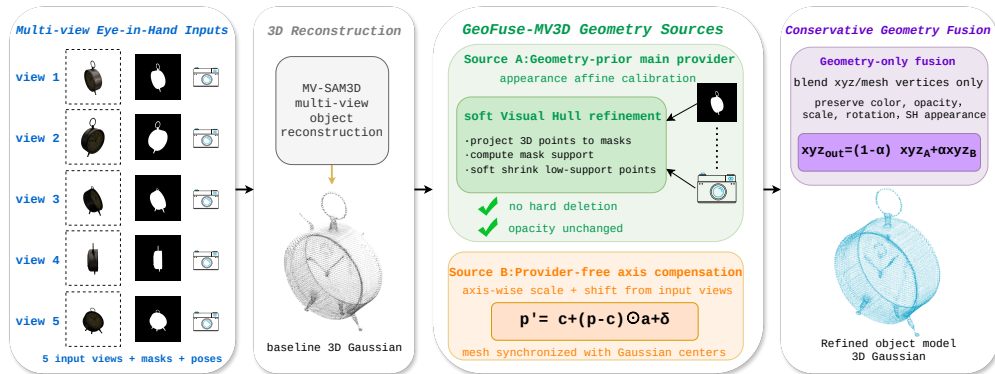 Multi-view Eye-in-Hand Inputs
view 1
view 2
view 3
view 4
view 5
5 input views + masks + poses
3D Reconstruction
MV-SAM3D
multi-view
object
reconstruction
baseline 3D Gaussian
GeoFuse-MV3D Geometry Sources
Source A:Geometry-prior main provider
appearance affine calibration
soft Visual Hull refinement
·project 3D points to masks
·compute mask support
·soft shrink low-support points
no hard deletion
opacity unchanged
Source B:Provider-free axis compensation
axis-wise scale + shift from input views
p'= c+(p-c)⊙a+δ
mesh synchronized with Gaussian centers
Conservative Geometry Fusion
Geometry-only fusion
blend xyz/mesh vertices only
preserve color, opacity,
scale, rotation, SH appearance
xyz_out=(1-α) xyz_A+αxyz_B
Refined object model
3D Gaussian